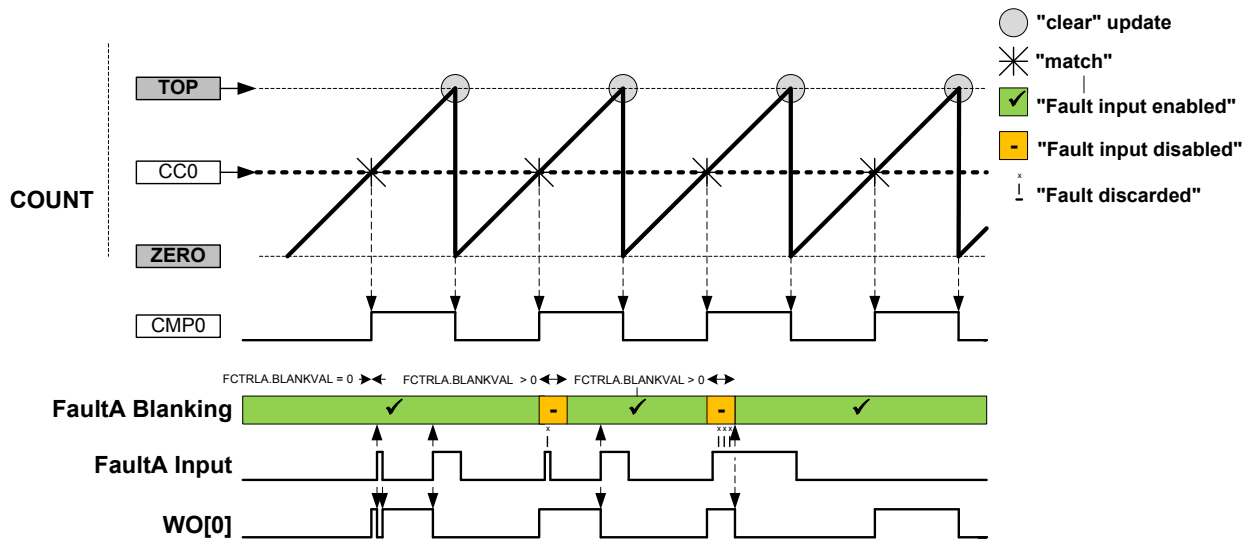 "clear" update
"match"
TOP
"Fault input enabled"
"Fault input disabled"
CC0
x
"Fault discarded"
COUNT
ZERO
CMP0
FCTRLA.BLANKVAL = 0
FCTRLA.BLANKVAL > 0
FCTRLA.BLANKVAL > 0
FaultA Blanking
✓ - ✓ - ✓
x xxx
FaultA Input
WO[0]